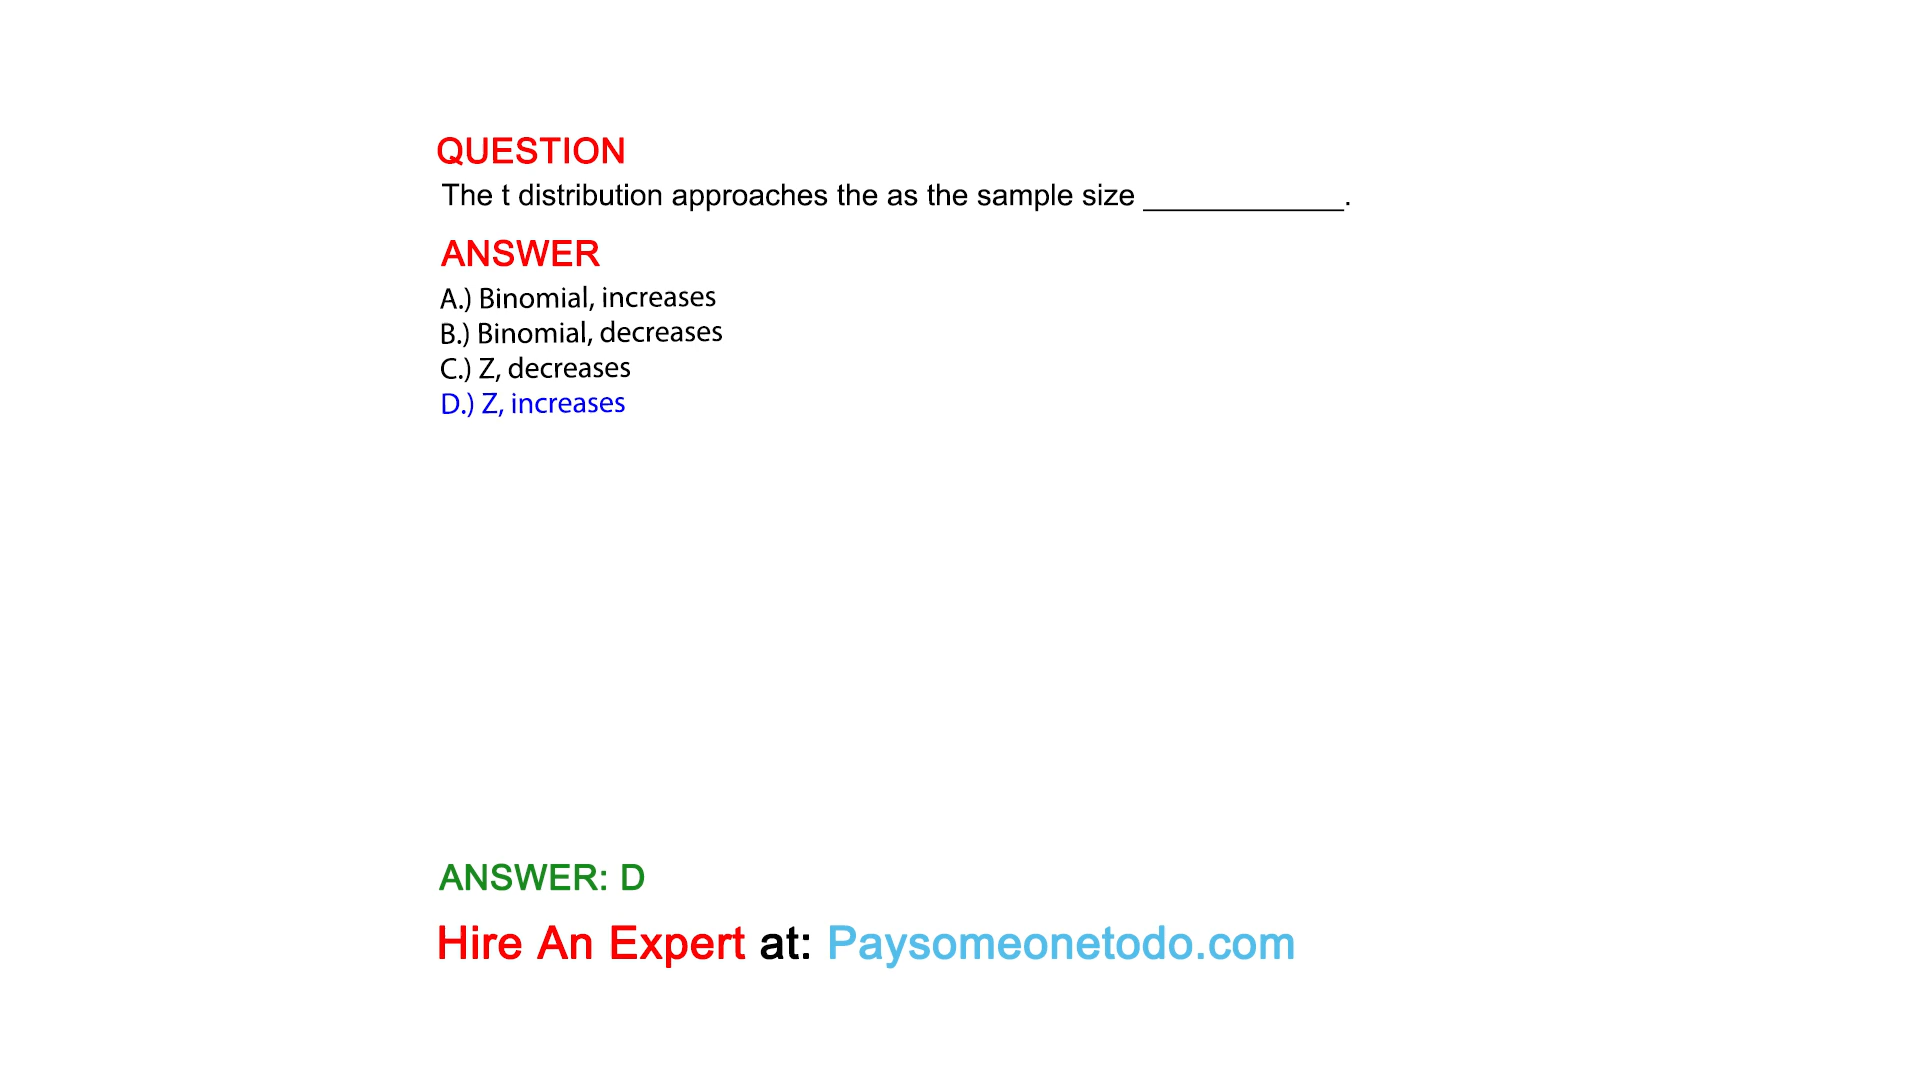 QUESTION
The t distribution approaches the as the sample size ____________.
ANSWER
A.) Binomial, increases
B.) Binomial, decreases
C.) Z, decreases
D.) Z, increases
ANSWER: D
Hire An Expert at: Paysomeonetodo.com